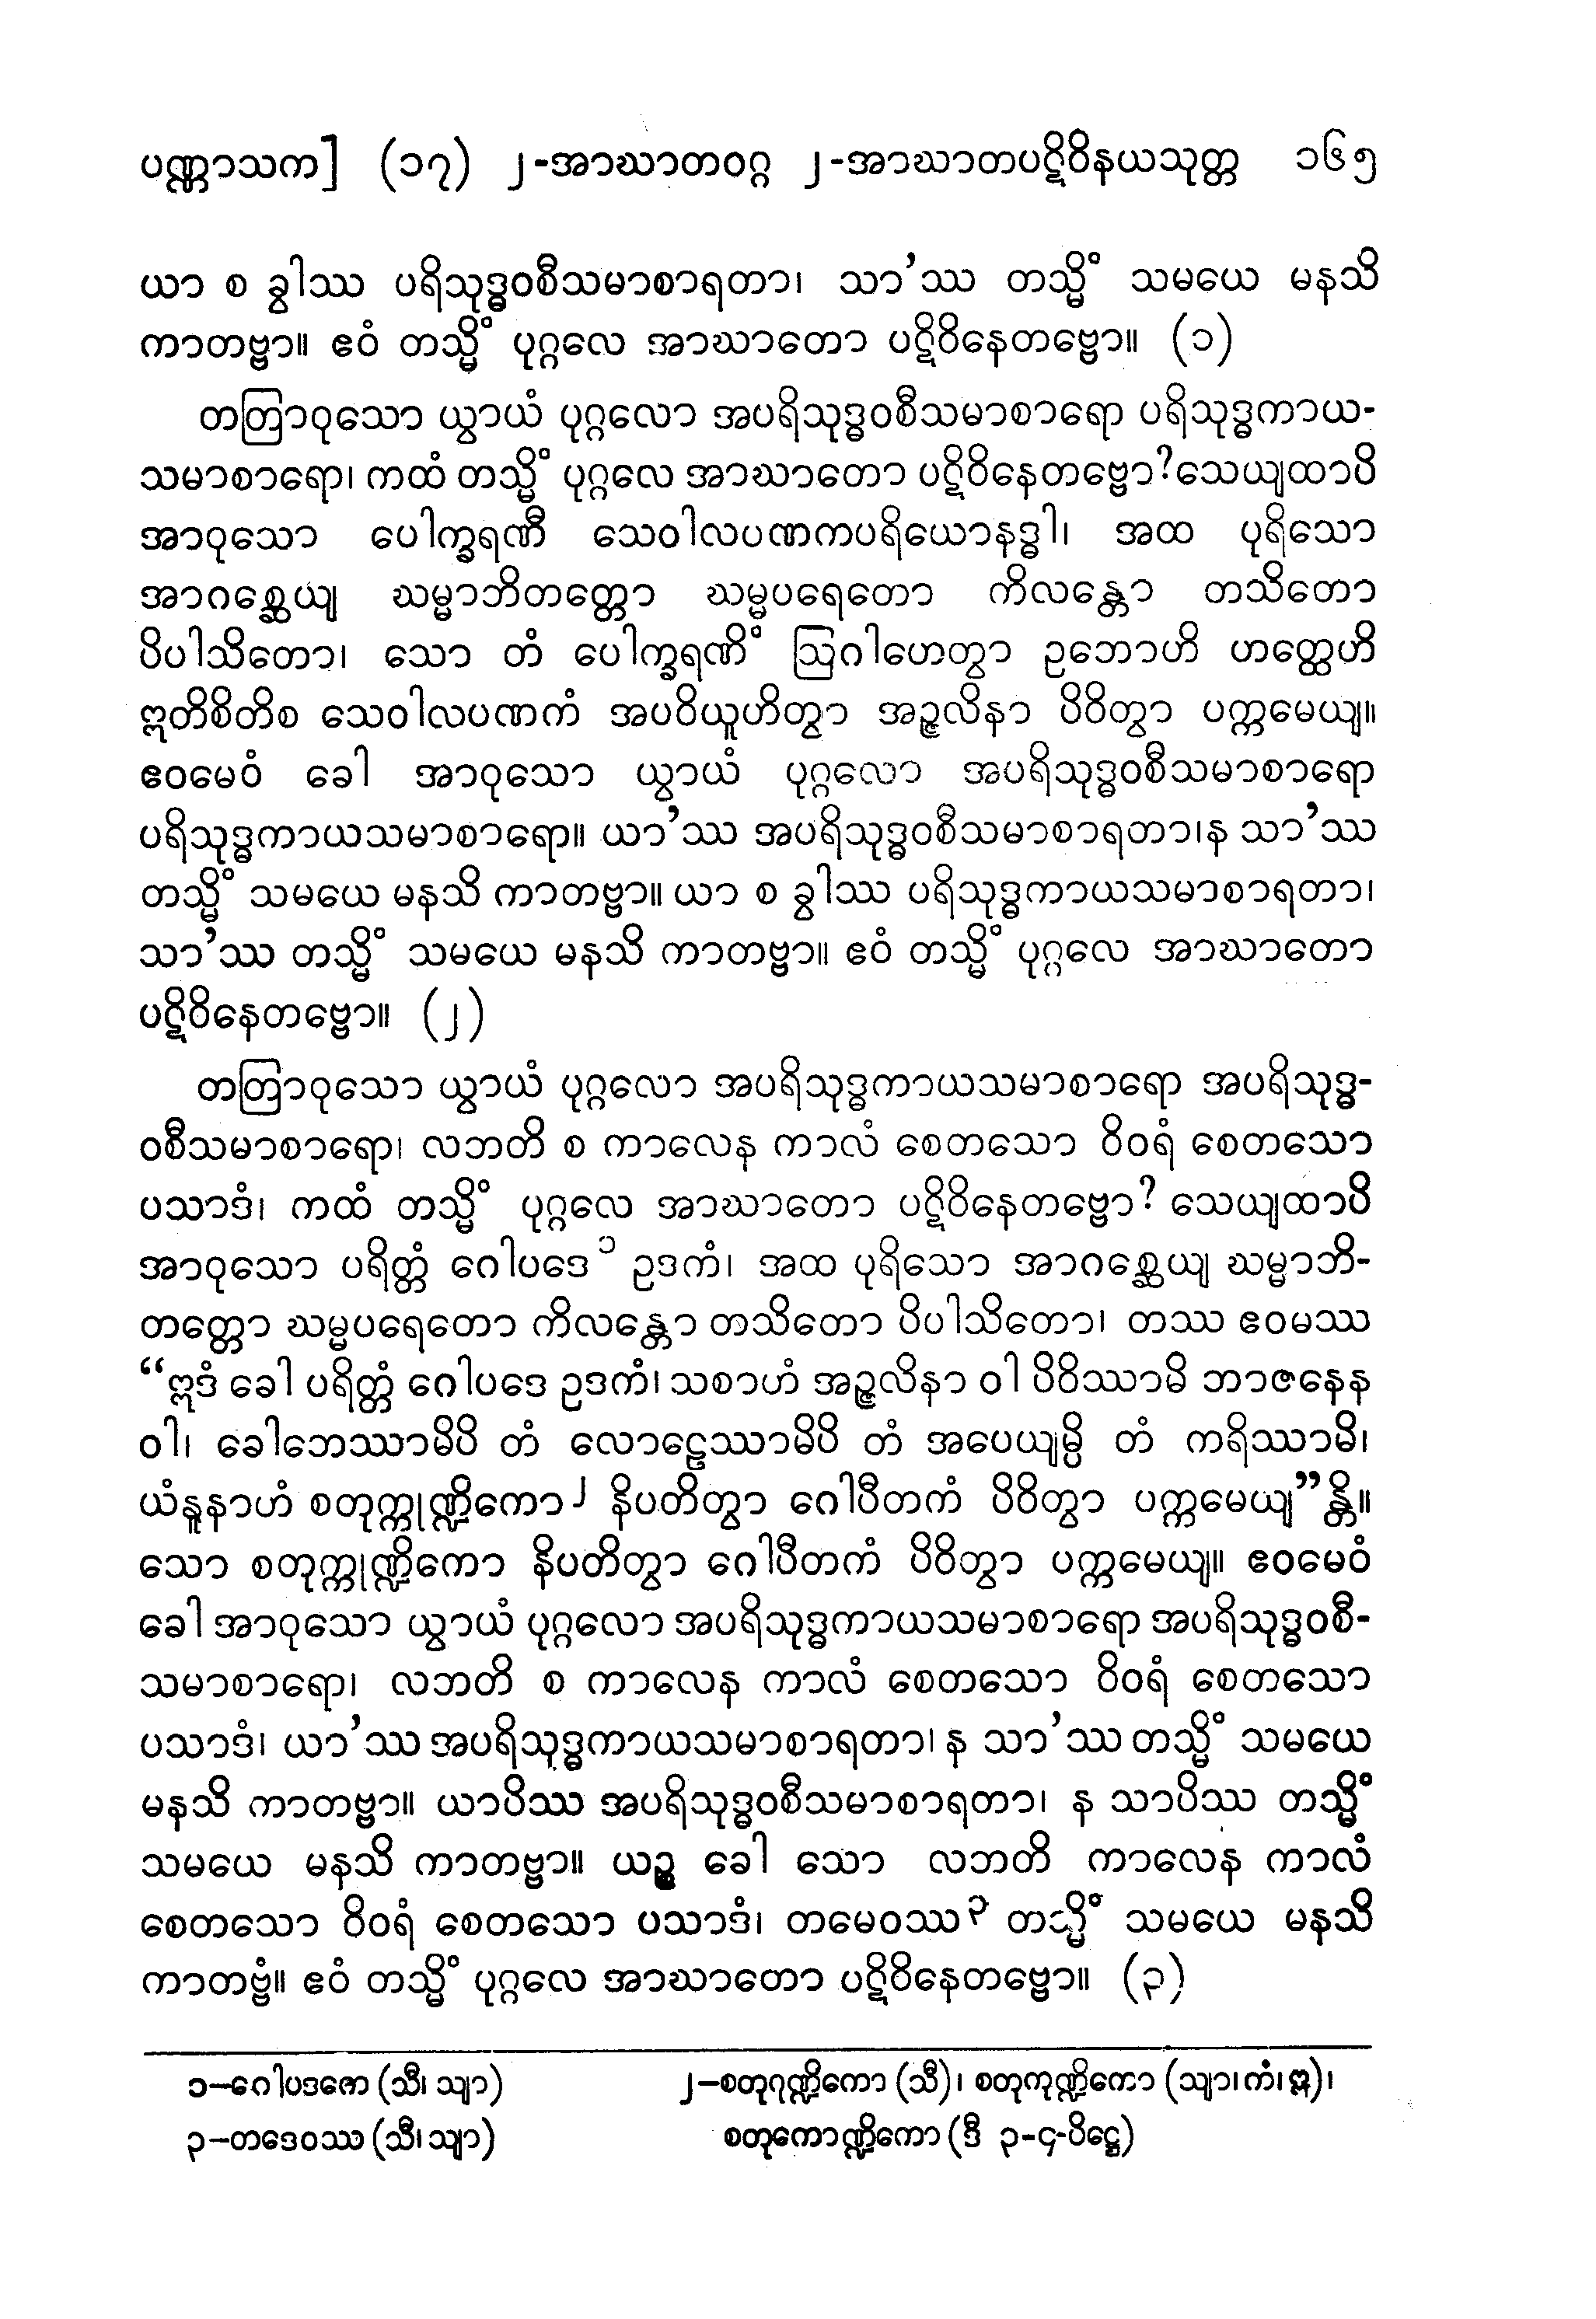 ပဏ္ဏာသက] (၁၇) ၂-အာဃာတဝဂ္ဂ ၂-အာဃာတပဋိဝိနယသုတ္တ ၁၆၅
ယာ စ ခွါဿ ပရိသုဒ္ဓဝစီသမာစာရတာ၊ သာ’ဿ တသ္မိံ သမယေ မနသိ
ကာတဗ္ဗာ။ ဧဝံ တသ္မိံ ပုဂ္ဂလေ အာဃာတော ပဋိဝိနေတဗ္ဗော။ (၁)
တတြာဝုသော ယွာယံ ပုဂ္ဂလော အပရိသုဒ္ဓဝစီသမာစာရော ပရိသုဒ္ဓကာယ-
သမာစာရော၊ ကထံ တသ္မိံ ပုဂ္ဂလေ အာဃာတော ပဋိဝိနေတဗ္ဗော?သေယျထာပိ
အာဝုသော ပေါက္ခရဏီ သေဝါလပဏကပရိယောနဒ္ဓါ၊ အထ ပုရိသော
အာဂစ္ဆေယျ ဃမ္မာဘိတတ္တော ဃမ္မပရေတော ကိလန္တော တသိတော
ပိပါသိတော၊ သော တံ ပေါက္ခရဏိံ ဩဂါဟေတွာ ဥဘောဟိ ဟတ္ထေဟိ
ဣတိစိတိစ သေဝါလပဏကံ အပဝိယူဟိတွာ အဉ္ဇလိနာ ပိဝိတွာ ပက္ကမေယျ။
ဧဝမေဝံ ခေါ အာဝုသော ယွာယံ ပုဂ္ဂလော အပရိသုဒ္ဓဝစီသမာစာရော
ပရိသုဒ္ဓကာယသမာစာရော။ ယာ’ဿ အပရိသုဒ္ဓဝစီသမာစာရတာ၊န သာ’ဿ
တသ္မိံ သမယေ မနသိ ကာတဗ္ဗာ။ ယာ စ ခွါဿ ပရိသုဒ္ဓကာယသမာစာရတာ၊
သာ’ဿ တသ္မိံ သမယေ မနသိ ကာတဗ္ဗာ။ ဧဝံ တသ္မိံ ပုဂ္ဂလေ အာဃာတော
ပဋိဝိနေတဗ္ဗော။ (၂)
တတြာဝုသော ယွာယံ ပုဂ္ဂလော အပရိသုဒ္ဓကာယသမာစာရော အပရိသုဒ္ဓ-
ဝစီသမာစာရော၊ လဘတိ စ ကာလေန ကာလံ စေတသော ဝိဝရံ စေတသော
ပသာဒံ၊ ကထံ တသ္မိံ ပုဂ္ဂလေ အာဃာတော ပဋိဝိနေတဗ္ဗော? သေယျထာပိ
အာဝုသော ပရိတ္တံ ဂေါပဒေ ၁ ဥဒကံ၊ အထ ပုရိသော အာဂစ္ဆေယျ ဃမ္မာဘိ-
တတ္တော ဃမ္မပရေတော ကိလန္တော တသိတော ပိပါသိတော၊ တဿ ဧဝမဿ
“ဣဒံ ခေါ ပရိတ္တံ ဂေါပဒေ ဥဒကံ၊ သစာဟံ အဉ္ဇလိနာ ဝါ ပိဝိဿာမိ ဘာဇနေန
ဝါ၊ ခေါဘေဿာမိပိ တံ လောဠေဿာမိပိ တံ အပေယျမ္ပိ တံ ကရိဿာမိ၊
ယံနူနာဟံ စတုက္ကုဏ္ဍိကော၂ နိပတိတွာ ဂေါပီတကံ ပိဝိတွာ ပက္ကမေယျ”န္တိ။
သော စတုက္ကုဏ္ဍိကော နိပတိတွာ ဂေါပီတကံ ပိဝိတွာ ပက္ကမေယျ။ ဧဝမေဝံ
ခေါ အာဝုသော ယွာယံ ပုဂ္ဂလော အပရိသုဒ္ဓကာယသမာစာရော အပရိသုဒ္ဓဝစီ-
သမာစာရော၊ လဘတိ စ ကာလေန ကာလံ စေတသော ဝိဝရံ စေတသော
ပသာဒံ၊ ယာ’ဿ အပရိသုဒ္ဓကာယသမာစာရတာ၊ န သာ’ဿ တသ္မိံ သမယေ
မနသိ ကာတဗ္ဗာ။ ယာပိဿ အပရိသုဒ္ဓဝစီသမာစာရတာ၊ န သာပိဿ တသ္မိံ
သမယေ မနသိ ကာတဗ္ဗာ။ ယဉ္စ ခေါ သော လဘတိ ကာလေန ကာလံ
စေတသော ဝိဝရံ စေတသော ပသာဒံ၊ တမေဝဿ၃ တသ္မိံ သမယေ မနသိ
ကာတဗ္ဗံ။ ဧဝံ တသ္မိံ ပုဂ္ဂလေ အာဃာတော ပဋိဝိနေတဗ္ဗော။ (၃)
၁–ဂေါပဒကေ (သီ၊ သျာ) ၂–စတုဂုဏ္ဍိကော (သီ)၊ စတုကုဏ္ဍိကော (သျာ၊ကံ၊ဣ)၊
၃–တဒေဝဿ (သီ၊ သျာ) စတုကောဏ္ဍိကော (ဒီ ၃-၄-ပိဋ္ဌေ)